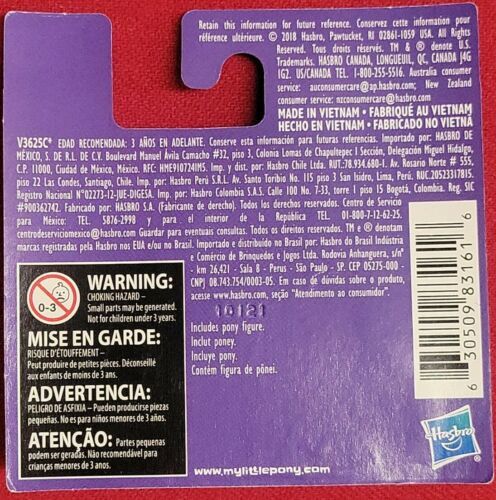 Retain this information for future reference. Conservez cette information pour
référence ultérieure. © 2018 Hasbro, Pawtucket, RI 02861-1059 USA.
All Rights Reserved. Tous droits réservés. TM & ® denote U.S.
Trademarks. HASBRO CANADA, LONGUEUIL, QC, CANADA J4G
1G2. US/CANADA TEL. 1-800-255-5516. Australia consumer
service: auconsumercare@ap.hasbro.com; New Zealand
consumer service: nzconsumercare@hasbro.com.
MADE IN VIETNAM • FABRIQUÉ AU VIETNAM
HECHO EN VIETNAM • FABRICADO NO VIETNÃ
V3625C* EDAD RECOMENDADA: 3 AÑOS EN ADELANTE. Conserve esta información para futuras referencias. Importado por: HASBRO DE
MÉXICO, S. DE R.L. DE C.V. Boulevard Manuel Ávila Camacho #32, piso 3, Colonia Lomas de Chapultepec I Sección, Delegación Miguel Hidalgo,
C.P. 11000, Ciudad de México, México. RFC: HME910724IM5. Imp. y dist.: Hasbro Chile Ltda. RUT.:78.934.680-1. Av. Rosario Norte # 555,
piso 22 Las Condes, Santiago, Chile. Imp. por: Hasbro Perú S.R.L. Av. Santo Toribio No. 115 piso 3 San Isidro, Lima, Perú. RUC.20522317815.
Registro Nacional N°02273-12-JUE-DIGESA. Imp. por: Hasbro Colombia S.A.S. Calle 100 No. 7-33, torre 1 piso 15 Bogotá, Colombia. Reg. SIC
#900362740. Fabricado por: HASBRO S.A. (Fabricado bajo control de Hasbro S.A.) Centro de Servicio
para México: Tel. 5876-2998 y para el interior de la República TEL. 01-800-7-12-62-25.
centrodeserviciomexico@hasbro.com Guardar para eventuais consultas. Todos os direitos reservados. TM e ® denotam
marcas registradas pela Hasbro nos EUA e/ou no Brasil. Importado e distribuído no Brasil por: Hasbro do Brasil Indústria
e Comércio de Brinquedos e Jogos Ltda. Rodovia Anhanguera, s/nº
- km 26,421 - Sala 8 - Perus - São Paulo - SP. CEP 05275-000 -
CNPJ 08.743.754/0003-05. Em caso de dúvidas sobre o produto,
acesse www.hasbro.com, seção "Atendimento ao consumidor".
0-3
WARNING:
CHOKING HAZARD –
Small parts may be generated.
Not for children under 3 years.
MISE EN GARDE:
RISQUE D'ÉTOUFFEMENT –
Peut produire de petites pièces. Déconseillé
aux enfants de moins de 3 ans.
ADVERTENCIA:
PELIGRO DE ASFIXIA – Pueden producirse piezas
pequeñas. No es para niños menores de 3 años.
ATENÇÃO: Partes pequenas
podem ser geradas. Não recomendável para
crianças menores de 3 anos.
10121
Includes pony figure.
Inclut poney.
Incluye pony.
Contém figura de pônei.
6 30509 83161 6
Hasbro
www.mylittlepony.com